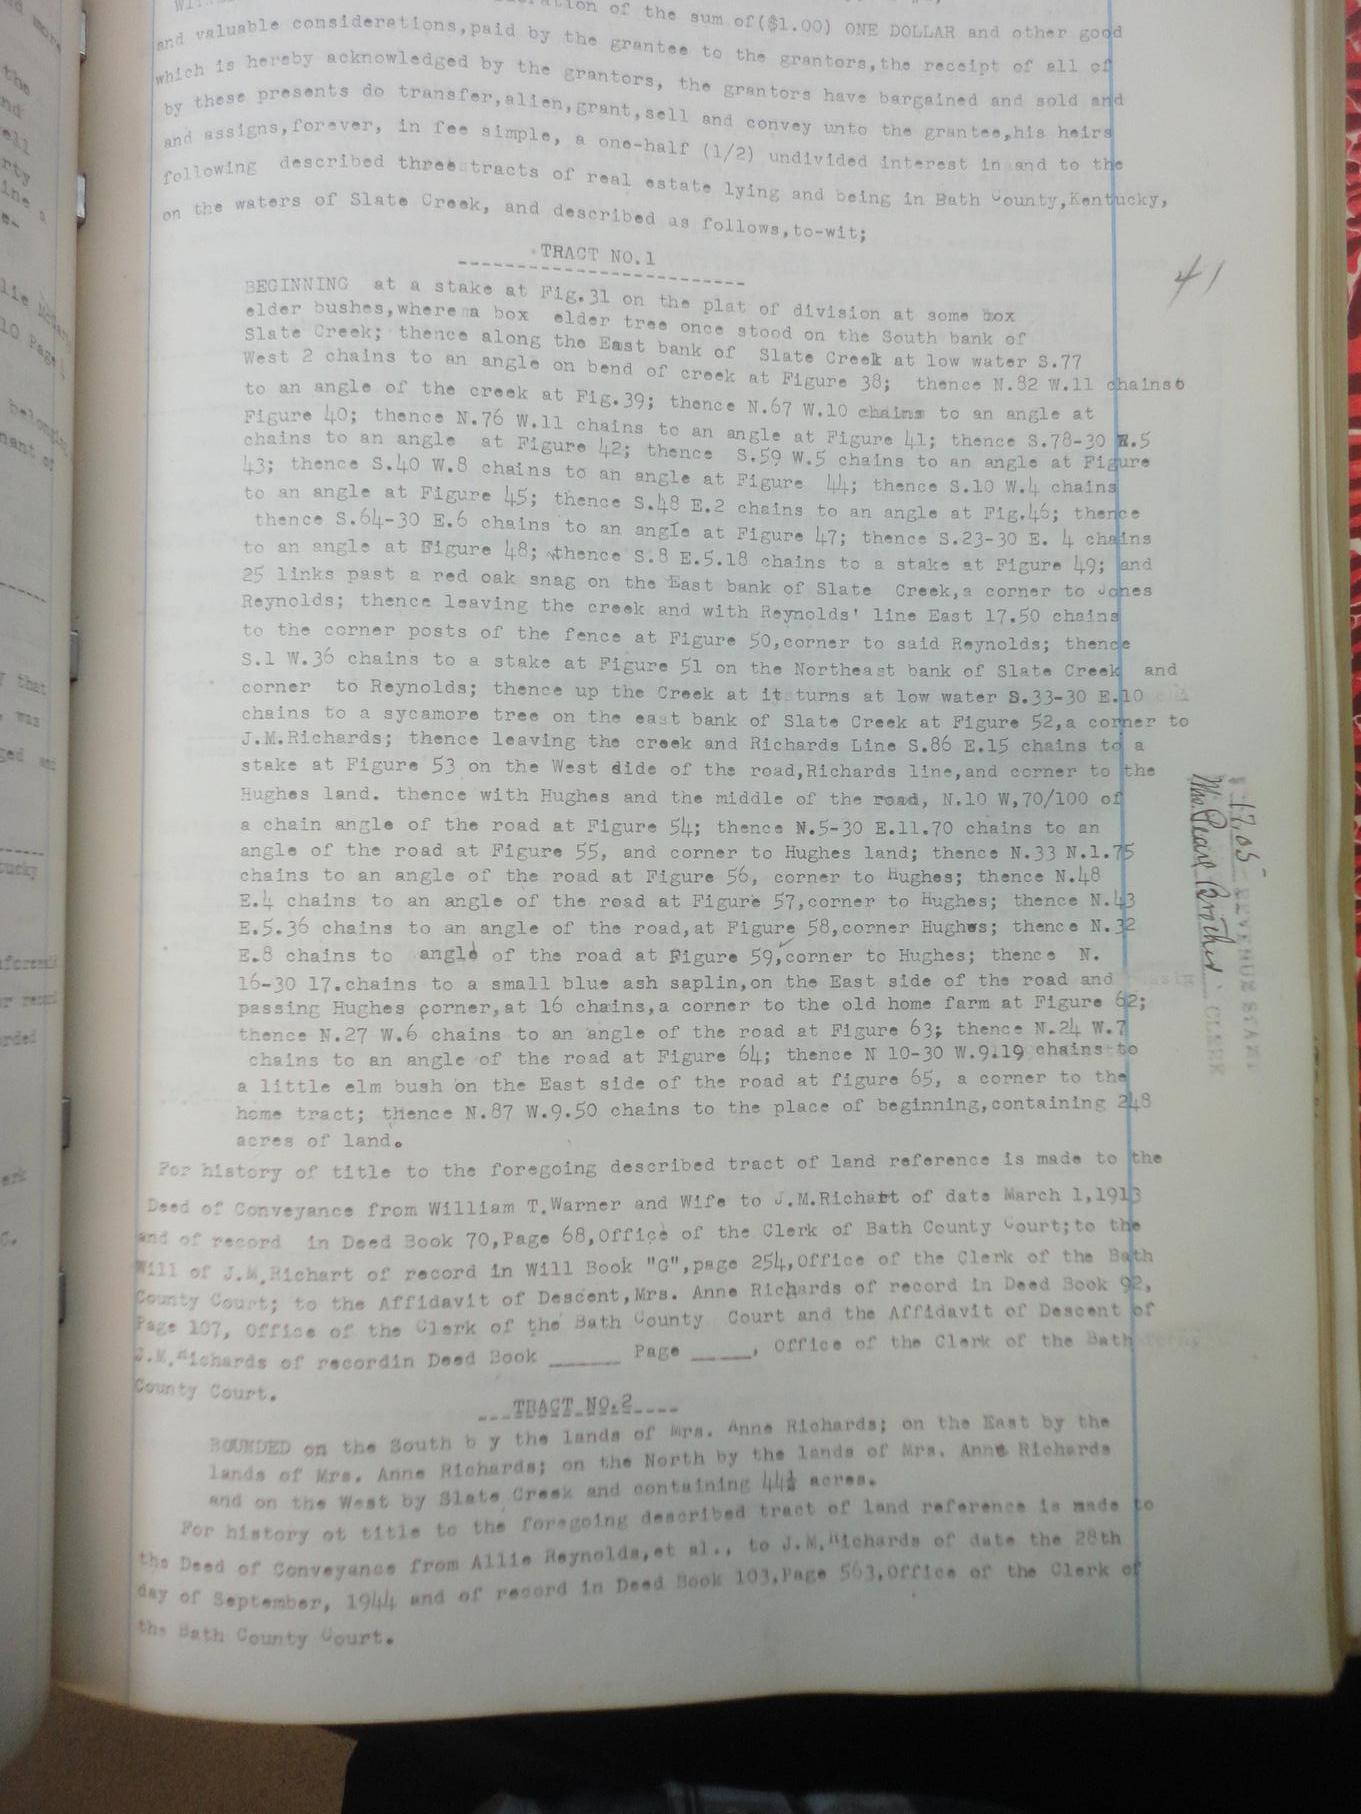 ation of the sum of($1.00) ONE DOLLAR and other good
and valuable considerations,paid by the grantee to the grantors,the receipt of all of
which is hereby acknowledged by the grantors, the grantors have bargained and sold and
by these presents do transfer,alien,grant,sell and convey unto the grantee,his heirs
and assigns,forever, in fee simple, a one-half (1/2) undivided interest in and to the
following described three tracts of real estate lying and being in Bath County,Kentucky,
on the waters of Slate Creek, and described as follows,to-wit;
TRACT NO.1
41
BEGINNING at a stake at Fig.31 on the plat of division at some box
elder bushes,where a box elder tree once stood on the South bank of
Slate Creek; thence along the East bank of Slate Creek at low water S.77
West 2 chains to an angle on bend of creek at Figure 38; thence N.82 W.11 chains
to an angle of the creek at Fig.39; thence N.67 W.10 chains to an angle at
Figure 40; thence N.76 W.11 chains to an angle at Figure 41; thence S.78-30 W.5
chains to an angle at Figure 42; thence S.59 W.5 chains to an angle at Figure
43; thence S.40 W.8 chains to an angle at Figure 44; thence S.10 W.4 chains
to an angle at Figure 45; thence S.48 E.2 chains to an angle at Fig.46; thence
thence S.64-30 E.6 chains to an angle at Figure 47; thence S.23-30 E. 4 chains
to an angle at Figure 48; thence S.8 E.5.18 chains to a stake at Figure 49; and
25 links past a red oak snag on the East bank of Slate Creek,a corner to Jones
Reynolds; thence leaving the creek and with Reynolds' line East 17.50 chains
to the corner posts of the fence at Figure 50,corner to said Reynolds; thence
S.1 W.36 chains to a stake at Figure 51 on the Northeast bank of Slate Creek and
corner to Reynolds; thence up the Creek at it turns at low water S.33-30 E.10
chains to a sycamore tree on the east bank of Slate Creek at Figure 52,a corner to
J.M.Richards; thence leaving the creek and Richards Line S.86 E.15 chains to a
stake at Figure 53 on the West dide of the road,Richards line,and corner to the
Hughes land. thence with Hughes and the middle of the road, N.10 W,70/100 of
a chain angle of the road at Figure 54; thence N.5-30 E.11.70 chains to an
angle of the road at Figure 55, and corner to Hughes land; thence N.33 N.1.75
chains to an angle of the road at Figure 56, corner to Hughes; thence N.48
E.4 chains to an angle of the road at Figure 57,corner to Hughes; thence N.43
E.5.36 chains to an angle of the road,at Figure 58,corner Hughws; thence N.32
E.8 chains to angle of the road at Figure 59,corner to Hughes; thence N.
16-30 17.chains to a small blue ash saplin,on the East side of the road and
passing Hughes corner,at 16 chains,a corner to the old home farm at Figure 62;
thence N.27 W.6 chains to an angle of the road at Figure 63; thence N.24 W.7
chains to an angle of the road at Figure 64; thence N 10-30 W.9.19 chains to
a little elm bush on the East side of the road at figure 65, a corner to the
home tract; thence N.87 W.9.50 chains to the place of beginning,containing 248
acres of land.
For history of title to the foregoing described tract of land reference is made to the
Deed of Conveyance from William T.Warner and Wife to J.M.Richart of date March 1,1913
and of record in Deed Book 70,Page 68,Office of the Clerk of Bath County Court;to the
Will of J.M.Richart of record in Will Book "G",page 254,Office of the Clerk of the Bath
County Court; to the Affidavit of Descent,Mrs. Anne Richards of record in Deed Book 92,
Page 107, Office of the Clerk of the Bath County Court and the Affidavit of Descent of
J.M.Richards of recordin Deed Book ______ Page _____, Office of the Clerk of the Bath
County Court.
TRACT NO.2
BOUNDED on the South b y the lands of Mrs. Anne Richards; on the East by the
lands of Mrs. Anne Richards; on the North by the lands of Mrs. Anne Richards
and on the West by Slate Creek and containing 44½ acres.
For history ot title to the foregoing described tract of land reference is made to
the Deed of Conveyance from Allie Reynolds,et al., to J.M.Richards of date the 28th
day of September, 1944 and of record in Deed Book 103,Page 563,Office of the Clerk of
the Bath County Court.
17.05 REVENUE STAMP
CLERK